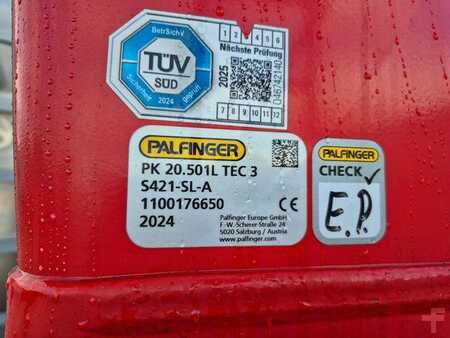 BetrSichV
TÜV
SÜD
Sicherheit geprüft
2024
1 2 3 4 5 6
Nächste Prüfung
2025
7 8 9 10 11 12
PALFINGER
PK 20.501L TEC 3
S421-SL-A
1100176650
2024
CE
Palfinger Europe GmbH
F.-W.-Scherer-Straße 24
5020 Salzburg / Austria
www.palfinger.com
PALFINGER
CHECK
E.P.